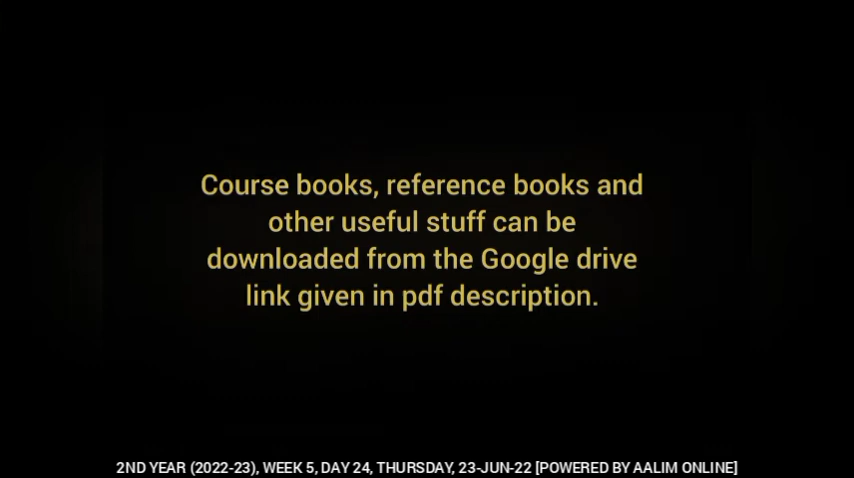 Course books, reference books and
other useful stuff can be
downloaded from the Google drive
link given in pdf description.
2ND YEAR (2022-23), WEEK 5, DAY 24, THURSDAY, 23-JUN-22 [POWERED BY AALIM ONLINE]